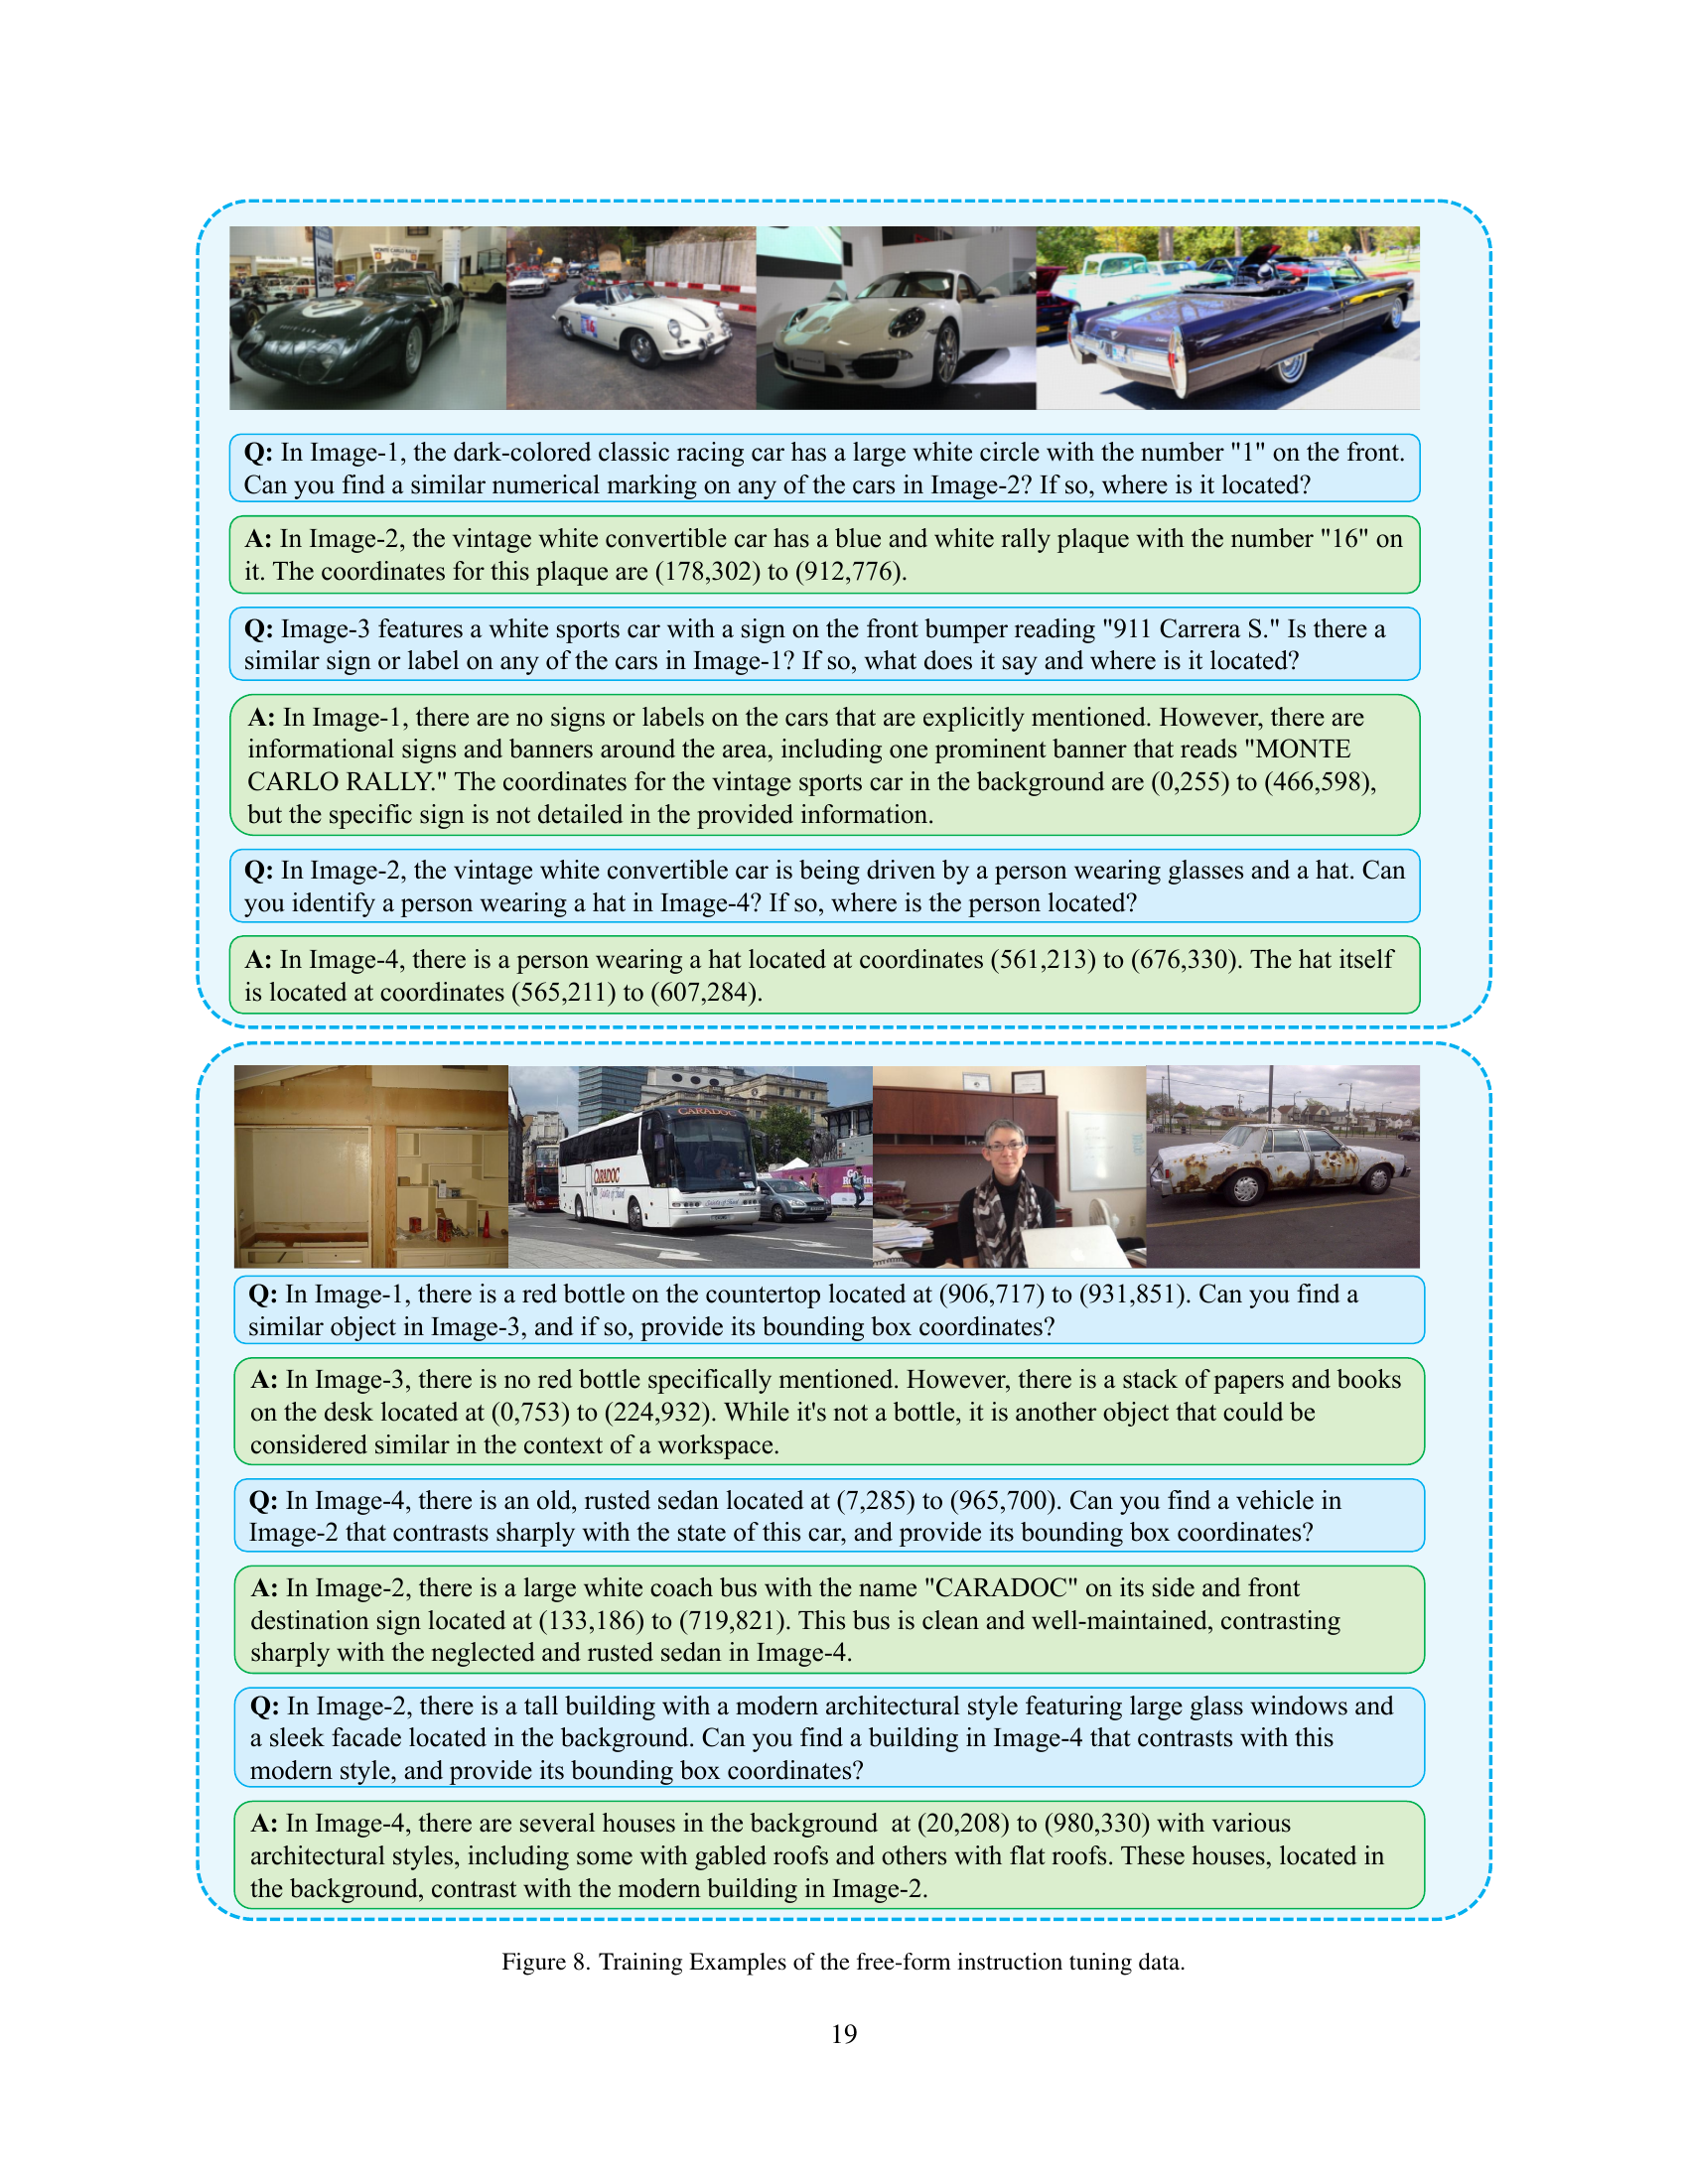 MONTE CARLO RALLY
16
Q: In Image-1, the dark-colored classic racing car has a large white circle with the number "1" on the front.
Can you find a similar numerical marking on any of the cars in Image-2? If so, where is it located?
A: In Image-2, the vintage white convertible car has a blue and white rally plaque with the number "16" on
it. The coordinates for this plaque are (178,302) to (912,776).
Q: Image-3 features a white sports car with a sign on the front bumper reading "911 Carrera S." Is there a
similar sign or label on any of the cars in Image-1? If so, what does it say and where is it located?
A: In Image-1, there are no signs or labels on the cars that are explicitly mentioned. However, there are
informational signs and banners around the area, including one prominent banner that reads "MONTE
CARLO RALLY." The coordinates for the vintage sports car in the background are (0,255) to (466,598),
but the specific sign is not detailed in the provided information.
Q: In Image-2, the vintage white convertible car is being driven by a person wearing glasses and a hat. Can
you identify a person wearing a hat in Image-4? If so, where is the person located?
A: In Image-4, there is a person wearing a hat located at coordinates (561,213) to (676,330). The hat itself
is located at coordinates (565,211) to (607,284).
CARADOC
CARADOC
Q: In Image-1, there is a red bottle on the countertop located at (906,717) to (931,851). Can you find a
similar object in Image-3, and if so, provide its bounding box coordinates?
A: In Image-3, there is no red bottle specifically mentioned. However, there is a stack of papers and books
on the desk located at (0,753) to (224,932). While it's not a bottle, it is another object that could be
considered similar in the context of a workspace.
Q: In Image-4, there is an old, rusted sedan located at (7,285) to (965,700). Can you find a vehicle in
Image-2 that contrasts sharply with the state of this car, and provide its bounding box coordinates?
A: In Image-2, there is a large white coach bus with the name "CARADOC" on its side and front
destination sign located at (133,186) to (719,821). This bus is clean and well-maintained, contrasting
sharply with the neglected and rusted sedan in Image-4.
Q: In Image-2, there is a tall building with a modern architectural style featuring large glass windows and
a sleek facade located in the background. Can you find a building in Image-4 that contrasts with this
modern style, and provide its bounding box coordinates?
A: In Image-4, there are several houses in the background  at (20,208) to (980,330) with various
architectural styles, including some with gabled roofs and others with flat roofs. These houses, located in
the background, contrast with the modern building in Image-2.
Figure 8. Training Examples of the free-form instruction tuning data.
19